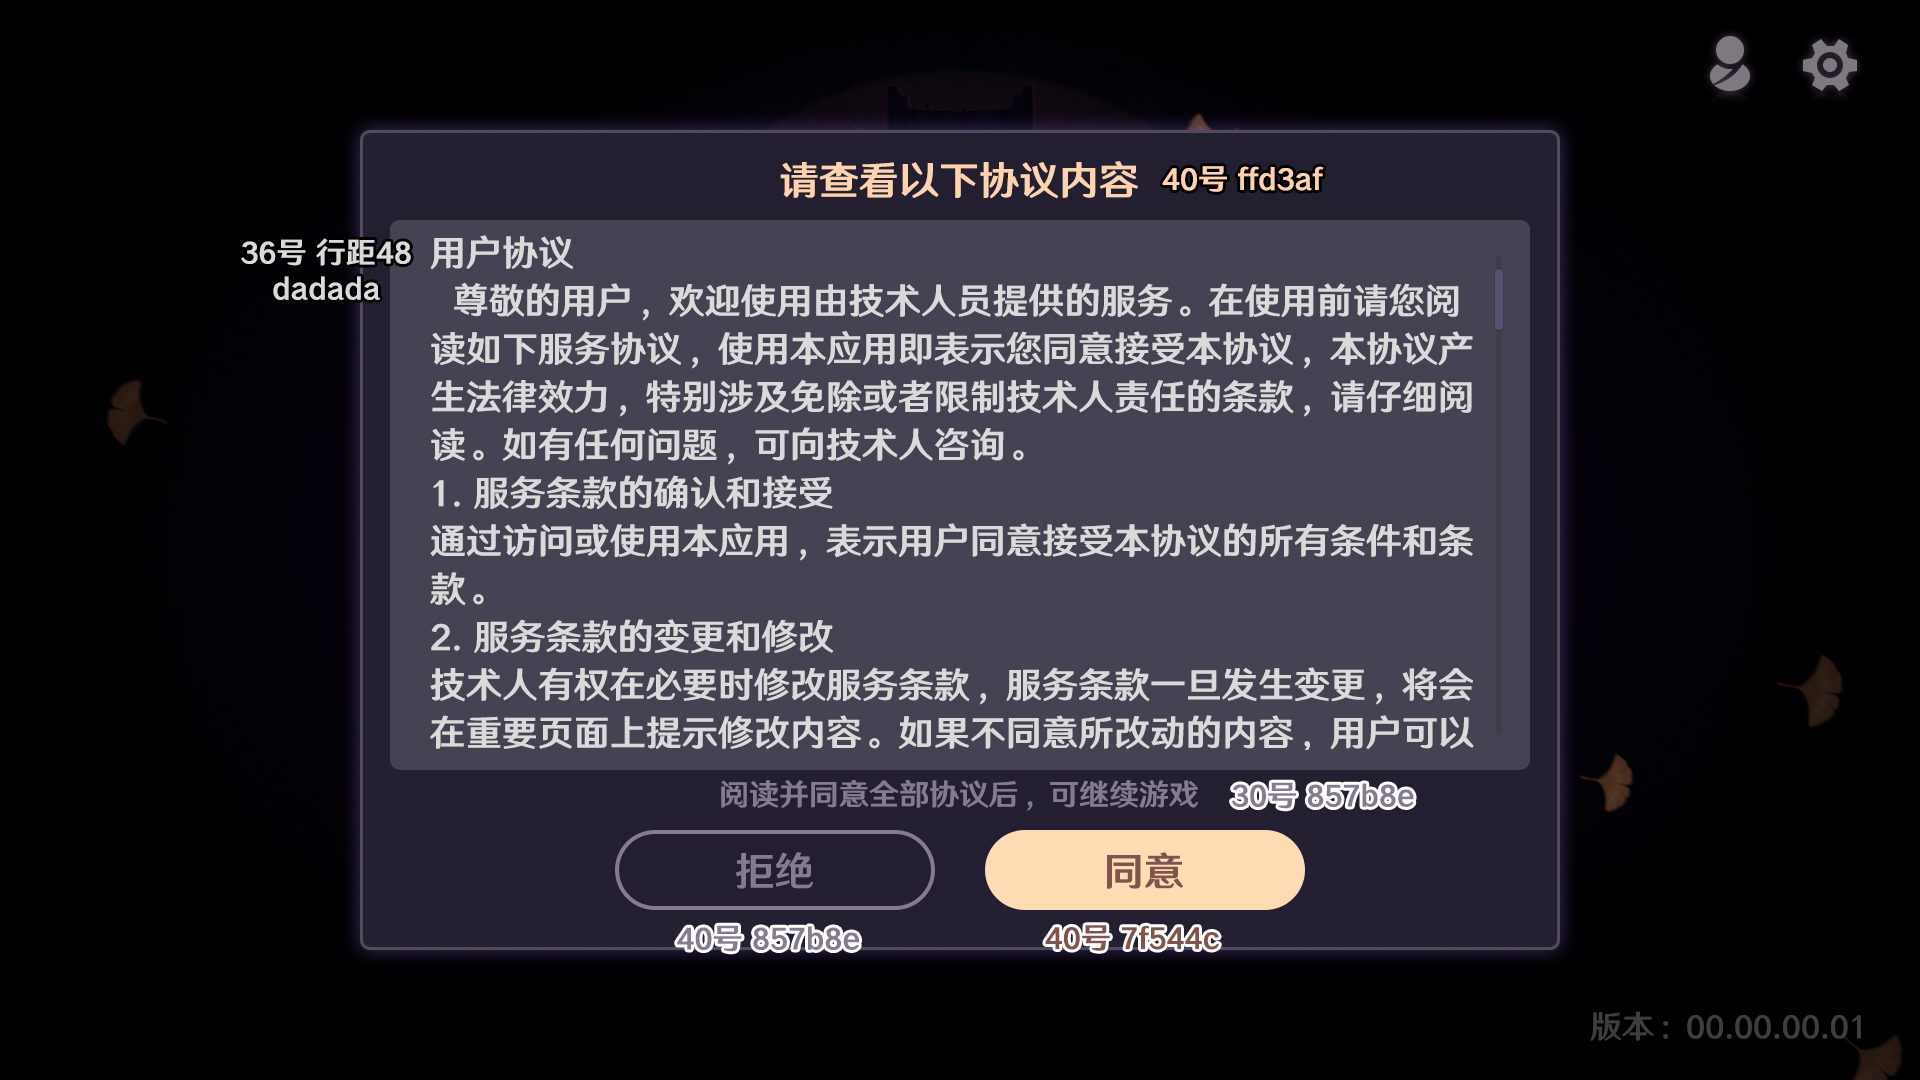 请查看以下协议内容 40号 ffd3af
36号 行距48
dadada
用户协议
尊敬的用户，欢迎使用由技术人员提供的服务。在使用前请您阅
读如下服务协议，使用本应用即表示您同意接受本协议，本协议产
生法律效力，特别涉及免除或者限制技术人责任的条款，请仔细阅
读。如有任何问题，可向技术人咨询。
1. 服务条款的确认和接受
通过访问或使用本应用，表示用户同意接受本协议的所有条件和条
款。
2. 服务条款的变更和修改
技术人有权在必要时修改服务条款，服务条款一旦发生变更，将会
在重要页面上提示修改内容。如果不同意所改动的内容，用户可以
阅读并同意全部协议后，可继续游戏 30号 857b8e
拒绝 同意
40号 857b8e 40号 7f544c
版本：00.00.00.01